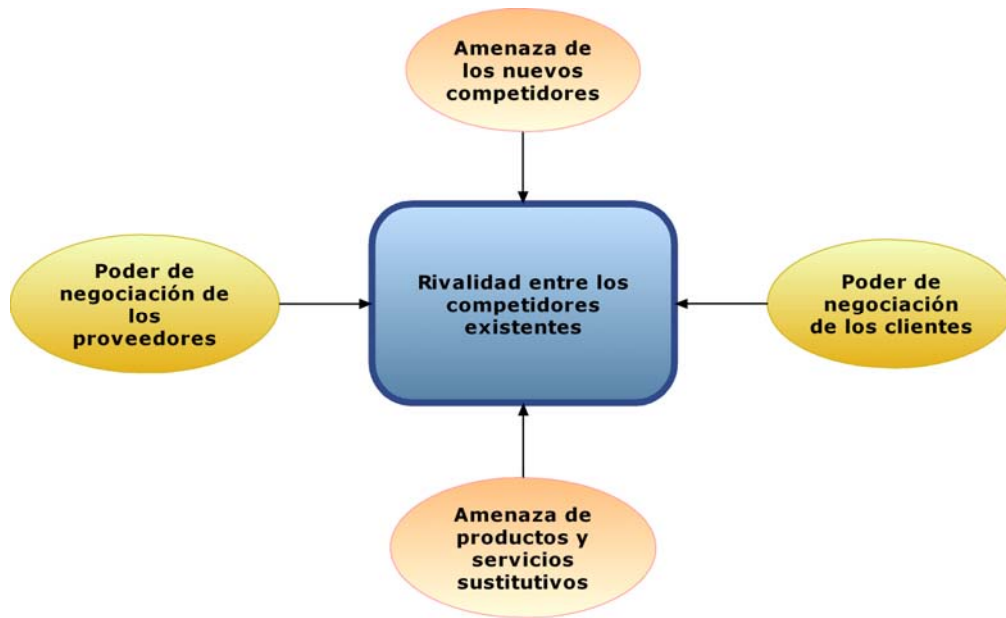 Amenaza de
los nuevos
competidores
Poder de
negociación de
los
proveedores
Rivalidad entre los
competidores
existentes
Poder de
negociación
de los clientes
Amenaza de
productos y
servicios
sustitutivos